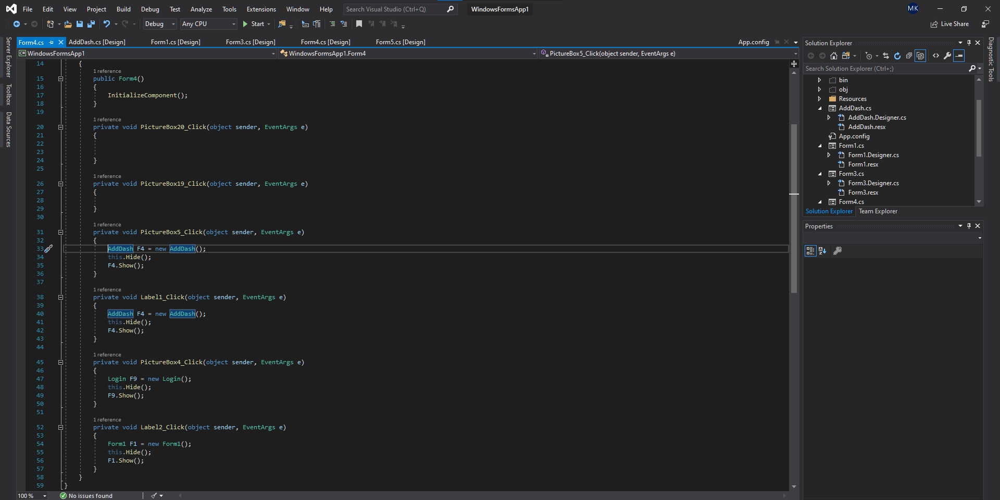 File Edit View Project Build Debug Test Analyze Tools Extensions Window Help Search Visual Studio (Ctrl+Q) WindowsFormsApp1 MK
Debug Any CPU Start Live Share
Form4.cs AddDash.cs [Design] Form1.cs [Design] Form3.cs [Design] Form4.cs [Design] Form5.cs [Design] App.config
WindowsFormsApp1 WindowsFormsApp1.Form4 PictureBox5_Click(object sender, EventArgs e)
Server Explorer
Toolbox
Data Sources
14 {
1 reference
15 public Form4()
16 {
17 InitializeComponent();
18 }
19
1 reference
20 private void PictureBox20_Click(object sender, EventArgs e)
21 {
22
23
24 }
25
1 reference
26 private void PictureBox19_Click(object sender, EventArgs e)
27 {
28
29 }
30
1 reference
31 private void PictureBox5_Click(object sender, EventArgs e)
32 {
33 AddDash F4 = new AddDash();
34 this.Hide();
35 F4.Show();
36 }
37
1 reference
38 private void Label1_Click(object sender, EventArgs e)
39 {
40 AddDash F4 = new AddDash();
41 this.Hide();
42 F4.Show();
43 }
44
1 reference
45 private void PictureBox4_Click(object sender, EventArgs e)
46 {
47 Login F9 = new Login();
48 this.Hide();
49 F9.Show();
50 }
51
1 reference
52 private void Label2_Click(object sender, EventArgs e)
53 {
54 Form1 F1 = new Form1();
55 this.Hide();
56 F1.Show();
57 }
58 }
59 }
100 % No issues found
Solution Explorer
Search Solution Explorer (Ctrl+;)
bin
obj
Resources
AddDash.cs
AddDash.Designer.cs
AddDash.resx
App.config
Form1.cs
Form1.Designer.cs
Form1.resx
Form3.cs
Form3.Designer.cs
Form3.resx
Form4.cs
Solution Explorer Team Explorer
Properties
Diagnostic Tools